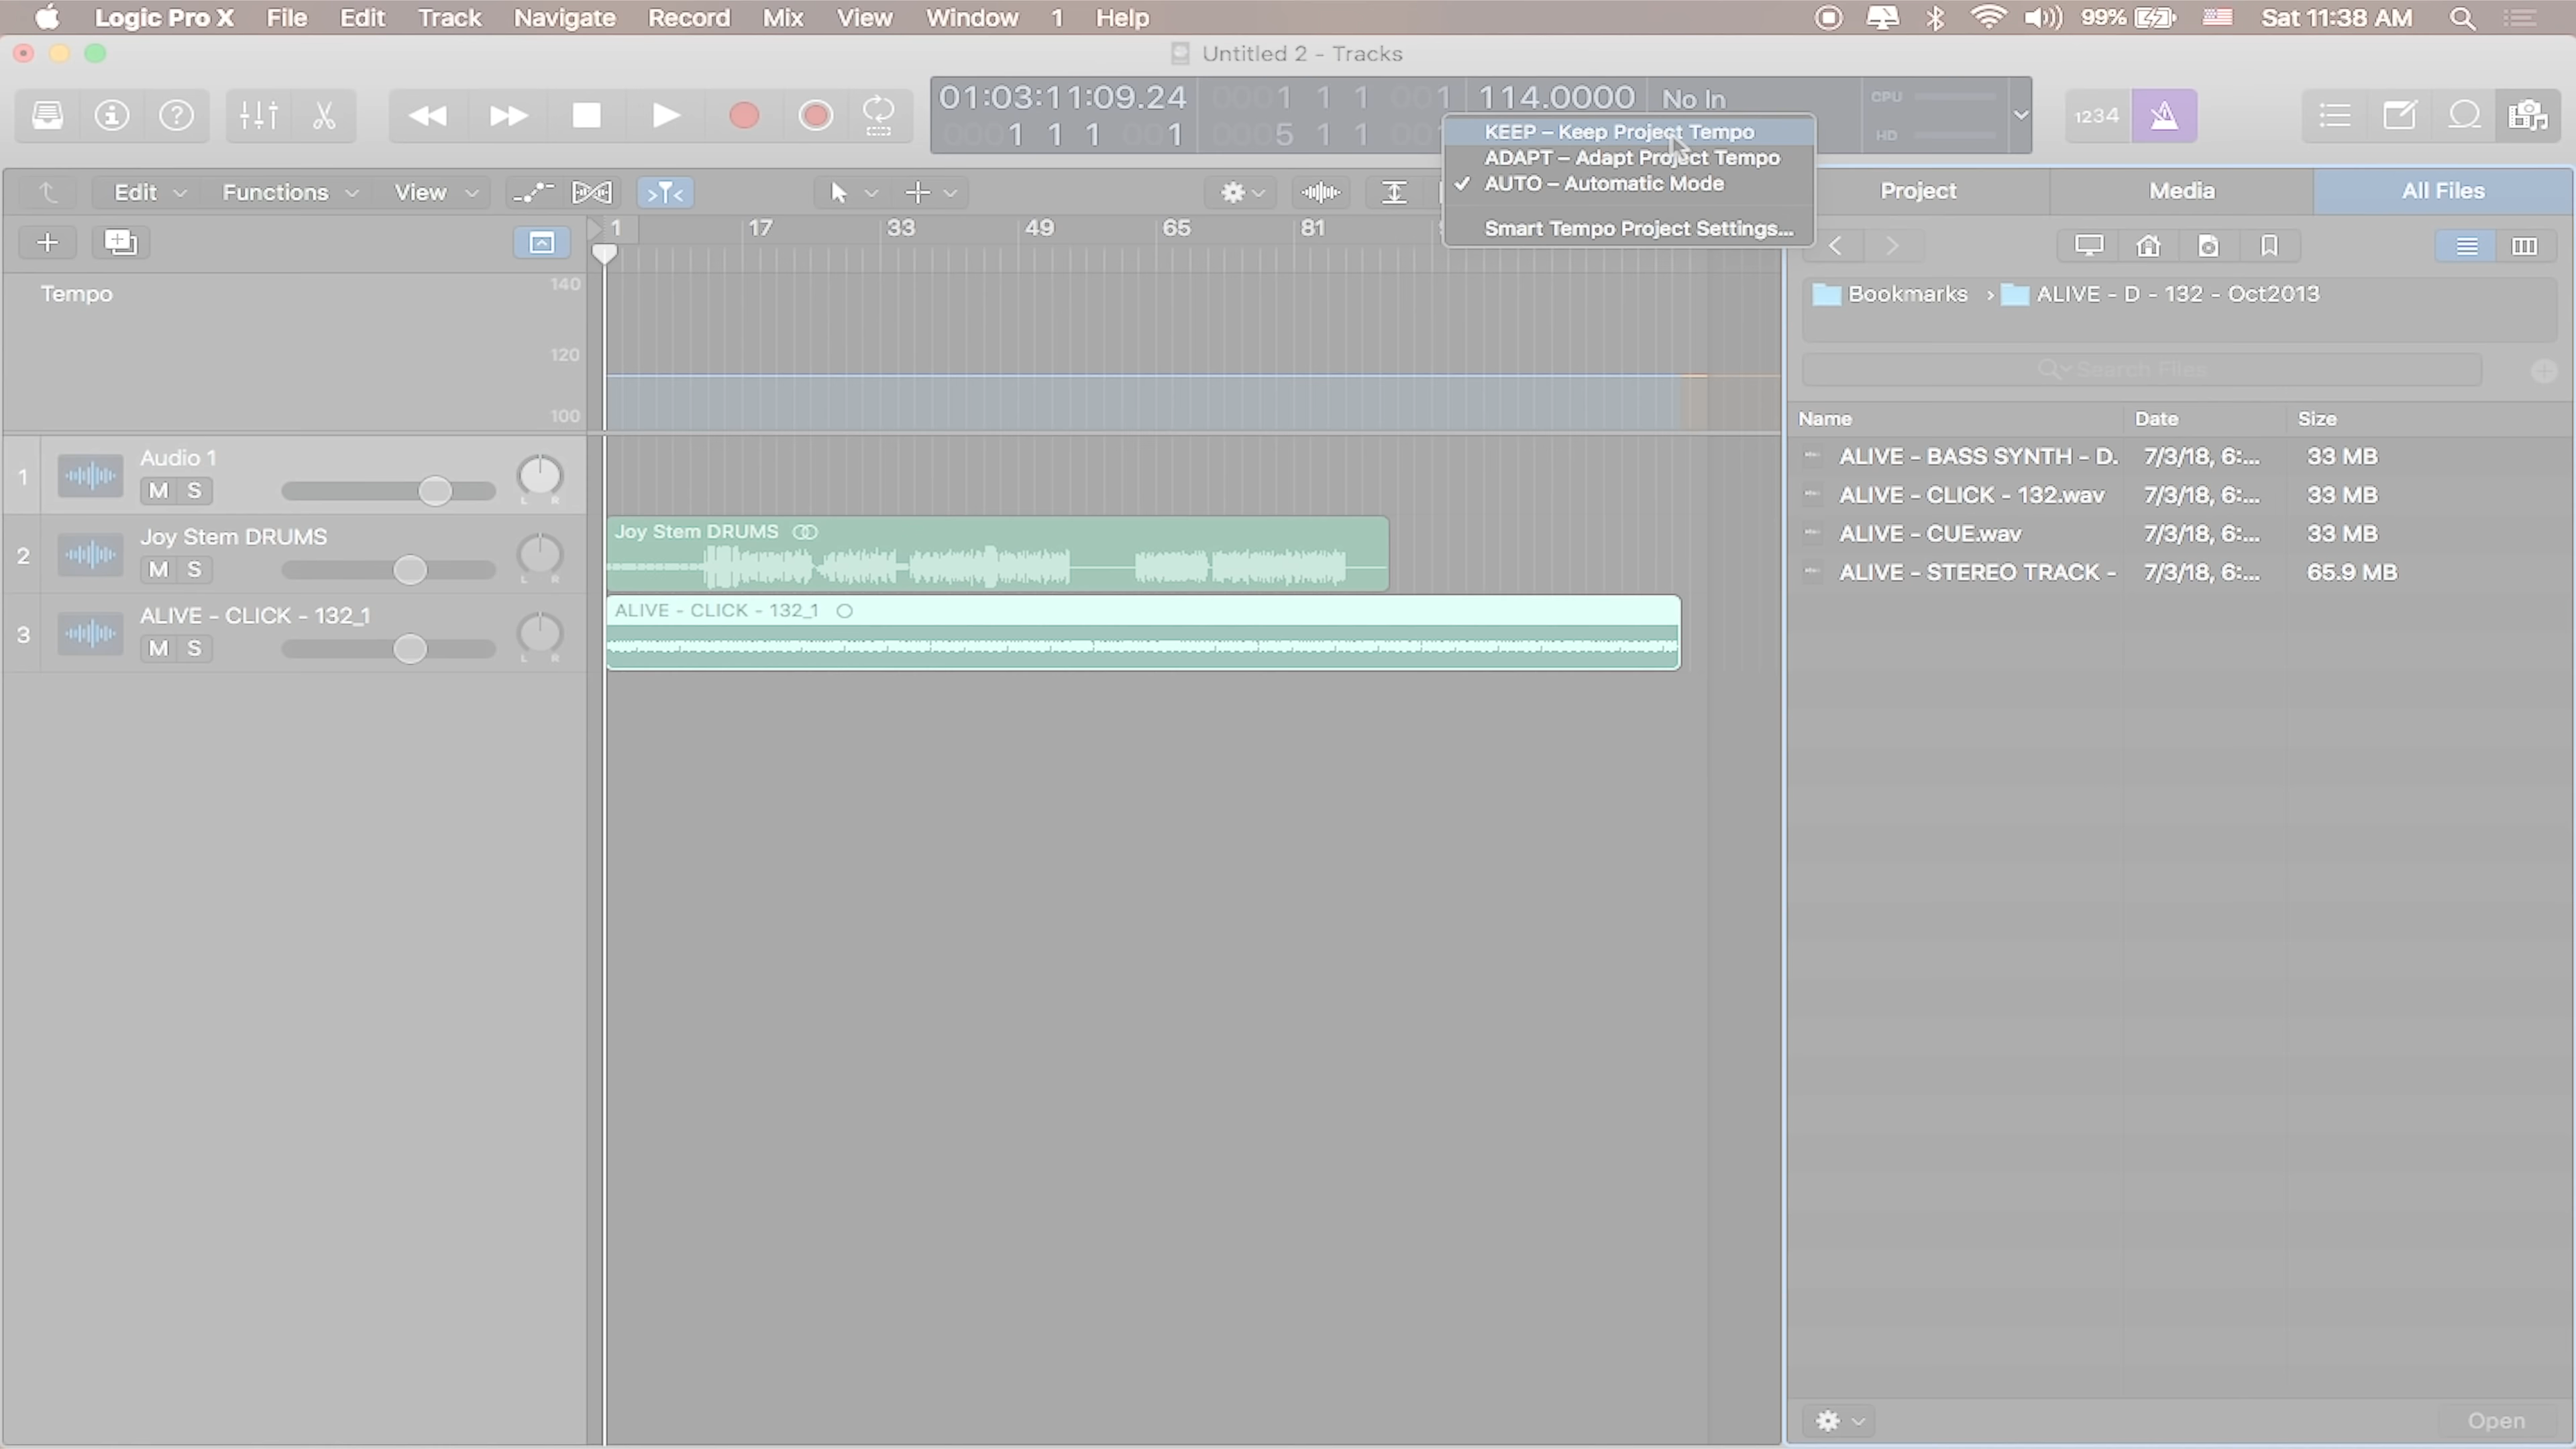 Logic Pro X File Edit Track Navigate Record Mix View Window 1 Help 99% Sat 11:38 AM
Untitled 2 - Tracks
01:03:11:09.24 0001 1 1 001 114.0000 No In CPU
0001 1 1 001 0005 1 1 HD
1234
KEEP – Keep Project Tempo
ADAPT – Adapt Project Tempo
✓ AUTO – Automatic Mode
Smart Tempo Project Settings...
Edit Functions View
Project Media All Files
1 17 33 49 65 81
Bookmarks › ALIVE - D - 132 - Oct2013
Search Files
Tempo
140
120
100
Name Date Size
ALIVE - BASS SYNTH - D. 7/3/18, 6:... 33 MB
ALIVE - CLICK - 132.wav 7/3/18, 6:... 33 MB
ALIVE - CUE.wav 7/3/18, 6:... 33 MB
ALIVE - STEREO TRACK - 7/3/18, 6:... 65.9 MB
1 Audio 1
M S L R
2 Joy Stem DRUMS
M S L R
3 ALIVE - CLICK - 132_1
M S L R
Joy Stem DRUMS
ALIVE - CLICK - 132_1
Open